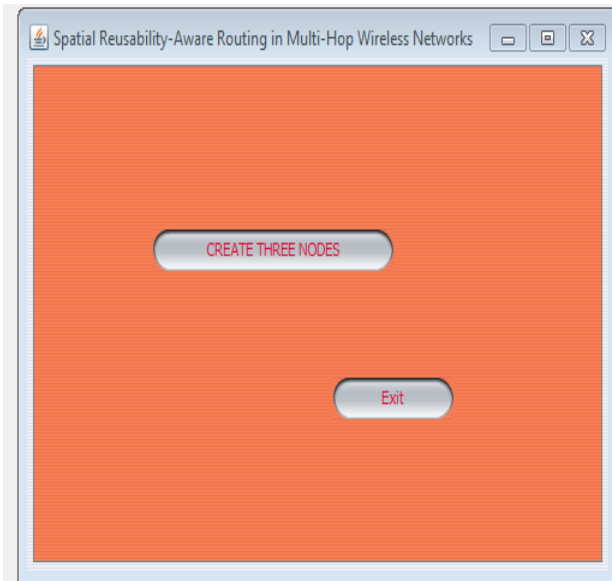 Spatial Reusability-Aware Routing in Multi-Hop Wireless Networks
CREATE THREE NODES
Exit